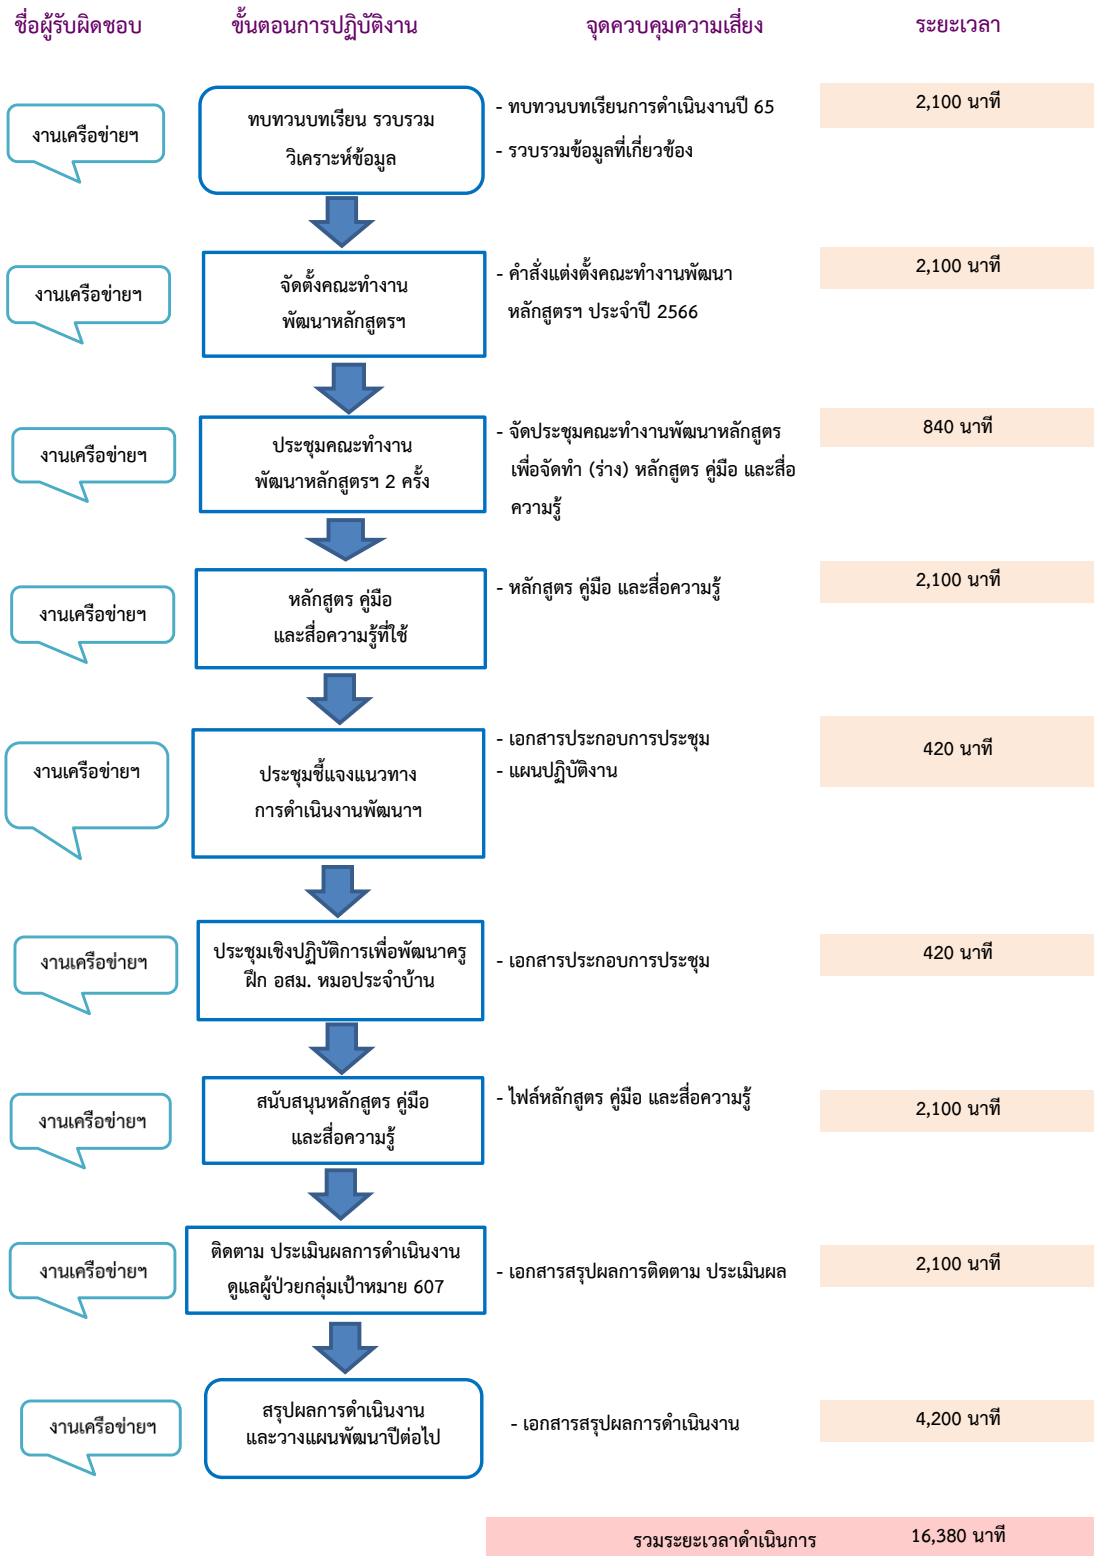 ชื่อผู้รับผิดชอบ ขั้นตอนการปฏิบัติงาน จุดควบคุมความเสี่ยง ระยะเวลา
งานเครือข่ายฯ
ทบทวนบทเรียน รวบรวม
วิเคราะห์ข้อมูล
- ทบทวนบทเรียนการดำเนินงานปี 65
- รวบรวมข้อมูลที่เกี่ยวข้อง
2,100 นาที
งานเครือข่ายฯ
จัดตั้งคณะทำงาน
พัฒนาหลักสูตรฯ
- คำสั่งแต่งตั้งคณะทำงานพัฒนา
หลักสูตรฯ ประจำปี 2566
2,100 นาที
งานเครือข่ายฯ
ประชุมคณะทำงาน
พัฒนาหลักสูตรฯ 2 ครั้ง
- จัดประชุมคณะทำงานพัฒนาหลักสูตร
เพื่อจัดทำ (ร่าง) หลักสูตร คู่มือ และสื่อ
ความรู้
840 นาที
งานเครือข่ายฯ
หลักสูตร คู่มือ
และสื่อความรู้ที่ใช้
- หลักสูตร คู่มือ และสื่อความรู้
2,100 นาที
งานเครือข่ายฯ
ประชุมชี้แจงแนวทาง
การดำเนินงานพัฒนาฯ
- เอกสารประกอบการประชุม
- แผนปฏิบัติงาน
420 นาที
งานเครือข่ายฯ
ประชุมเชิงปฏิบัติการเพื่อพัฒนาครู
ฝึก อสม. หมอประจำบ้าน
- เอกสารประกอบการประชุม
420 นาที
งานเครือข่ายฯ
สนับสนุนหลักสูตร คู่มือ
และสื่อความรู้
- ไฟล์หลักสูตร คู่มือ และสื่อความรู้
2,100 นาที
งานเครือข่ายฯ
ติดตาม ประเมินผลการดำเนินงาน
ดูแลผู้ป่วยกลุ่มเป้าหมาย 607
- เอกสารสรุปผลการติดตาม ประเมินผล
2,100 นาที
งานเครือข่ายฯ
สรุปผลการดำเนินงาน
และวางแผนพัฒนาปีต่อไป
- เอกสารสรุปผลการดำเนินงาน
4,200 นาที
รวมระยะเวลาดำเนินการ 16,380 นาที